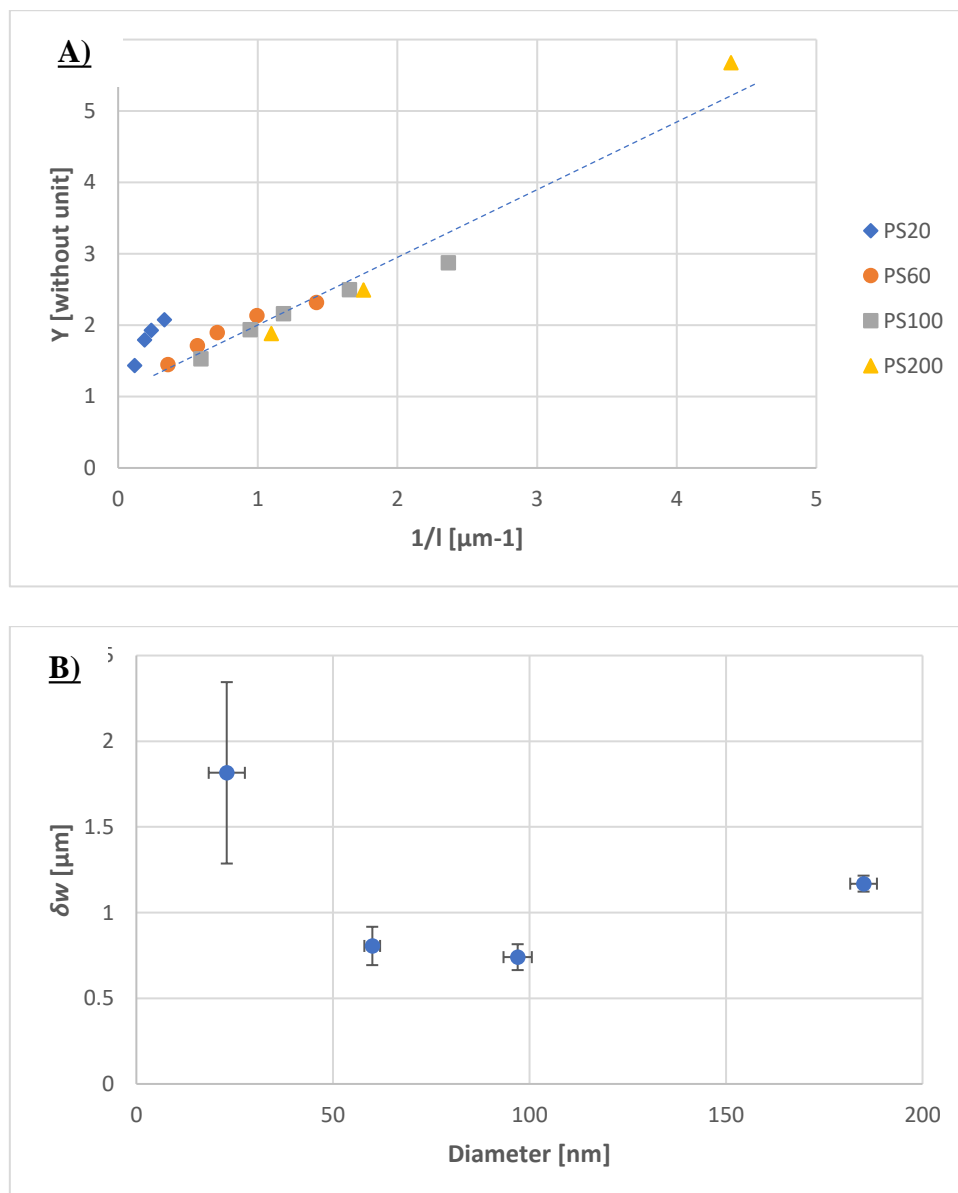 A)
5
4
3
2
1
0
0 1 2 3 4 5
Y [without unit]
1/l [µm-1]
PS20
PS60
PS100
PS200
B)
2
1.5
1
0.5
0
0 50 100 150 200
δw [µm]
Diameter [nm]